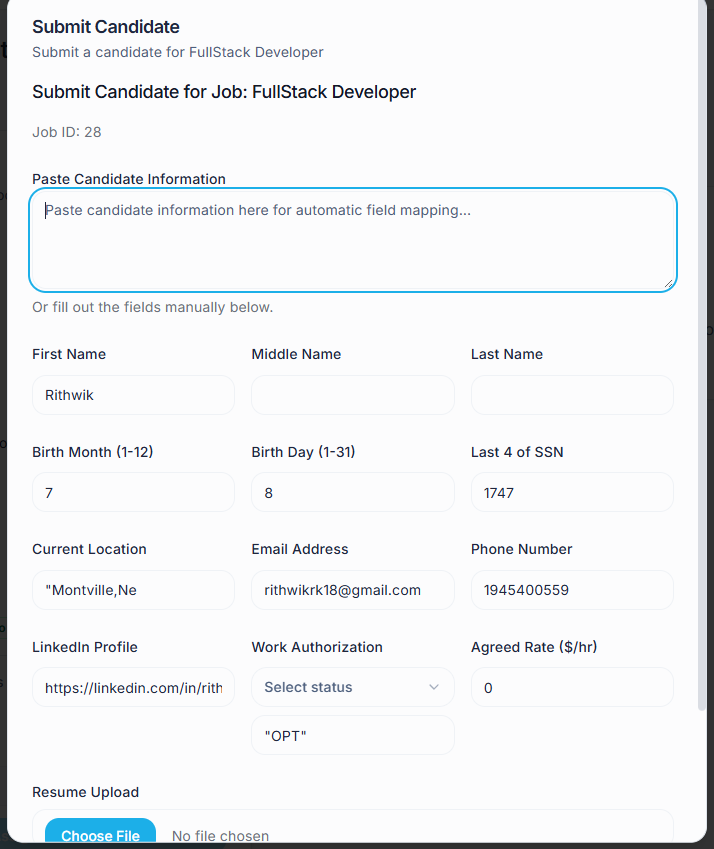 Submit Candidate
Submit a candidate for FullStack Developer
Submit Candidate for Job: FullStack Developer
Job ID: 28
Paste Candidate Information
Paste candidate information here for automatic field mapping...
Or fill out the fields manually below.
First Name Middle Name Last Name
Rithwik
Birth Month (1-12) Birth Day (1-31) Last 4 of SSN
7 8 1747
Current Location Email Address Phone Number
"Montville,Ne rithwikrk18@gmail.com 1945400559
LinkedIn Profile Work Authorization Agreed Rate ($/hr)
https://linkedin.com/in/rith Select status 0
"OPT"
Resume Upload
Choose File No file chosen